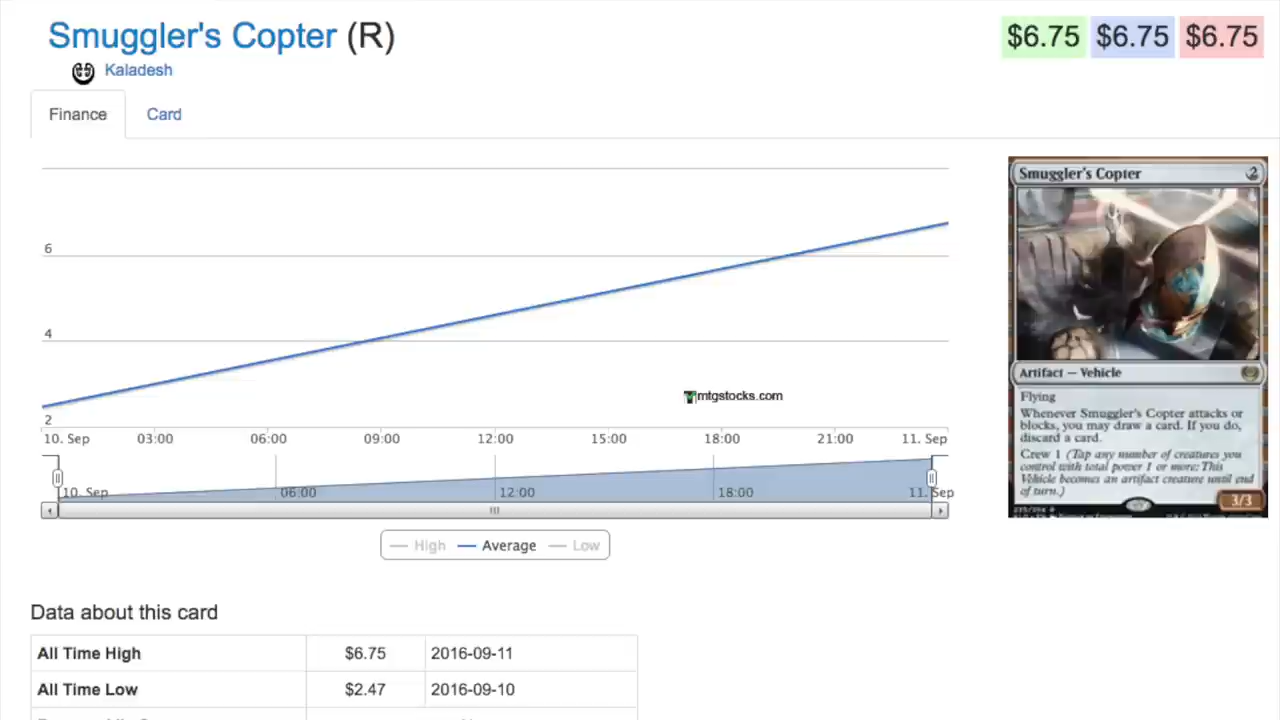 Smuggler's Copter (R)
$6.75 $6.75 $6.75
Kaladesh
Finance Card
6
4
2
10. Sep 03:00 06:00 09:00 12:00 15:00 18:00 21:00 11. Sep
mtgstocks.com
10. Sep 06:00 12:00 18:00 11. Sep
High Average Low
Smuggler's Copter 2
Artifact — Vehicle
Flying
Whenever Smuggler's Copter attacks or
blocks, you may draw a card. If you do,
discard a card.
Crew 1 (Tap any number of creatures you
control with total power 1 or more: This
Vehicle becomes an artifact creature until end
of turn.)
3/3
Data about this card
All Time High $6.75 2016-09-11
All Time Low $2.47 2016-09-10